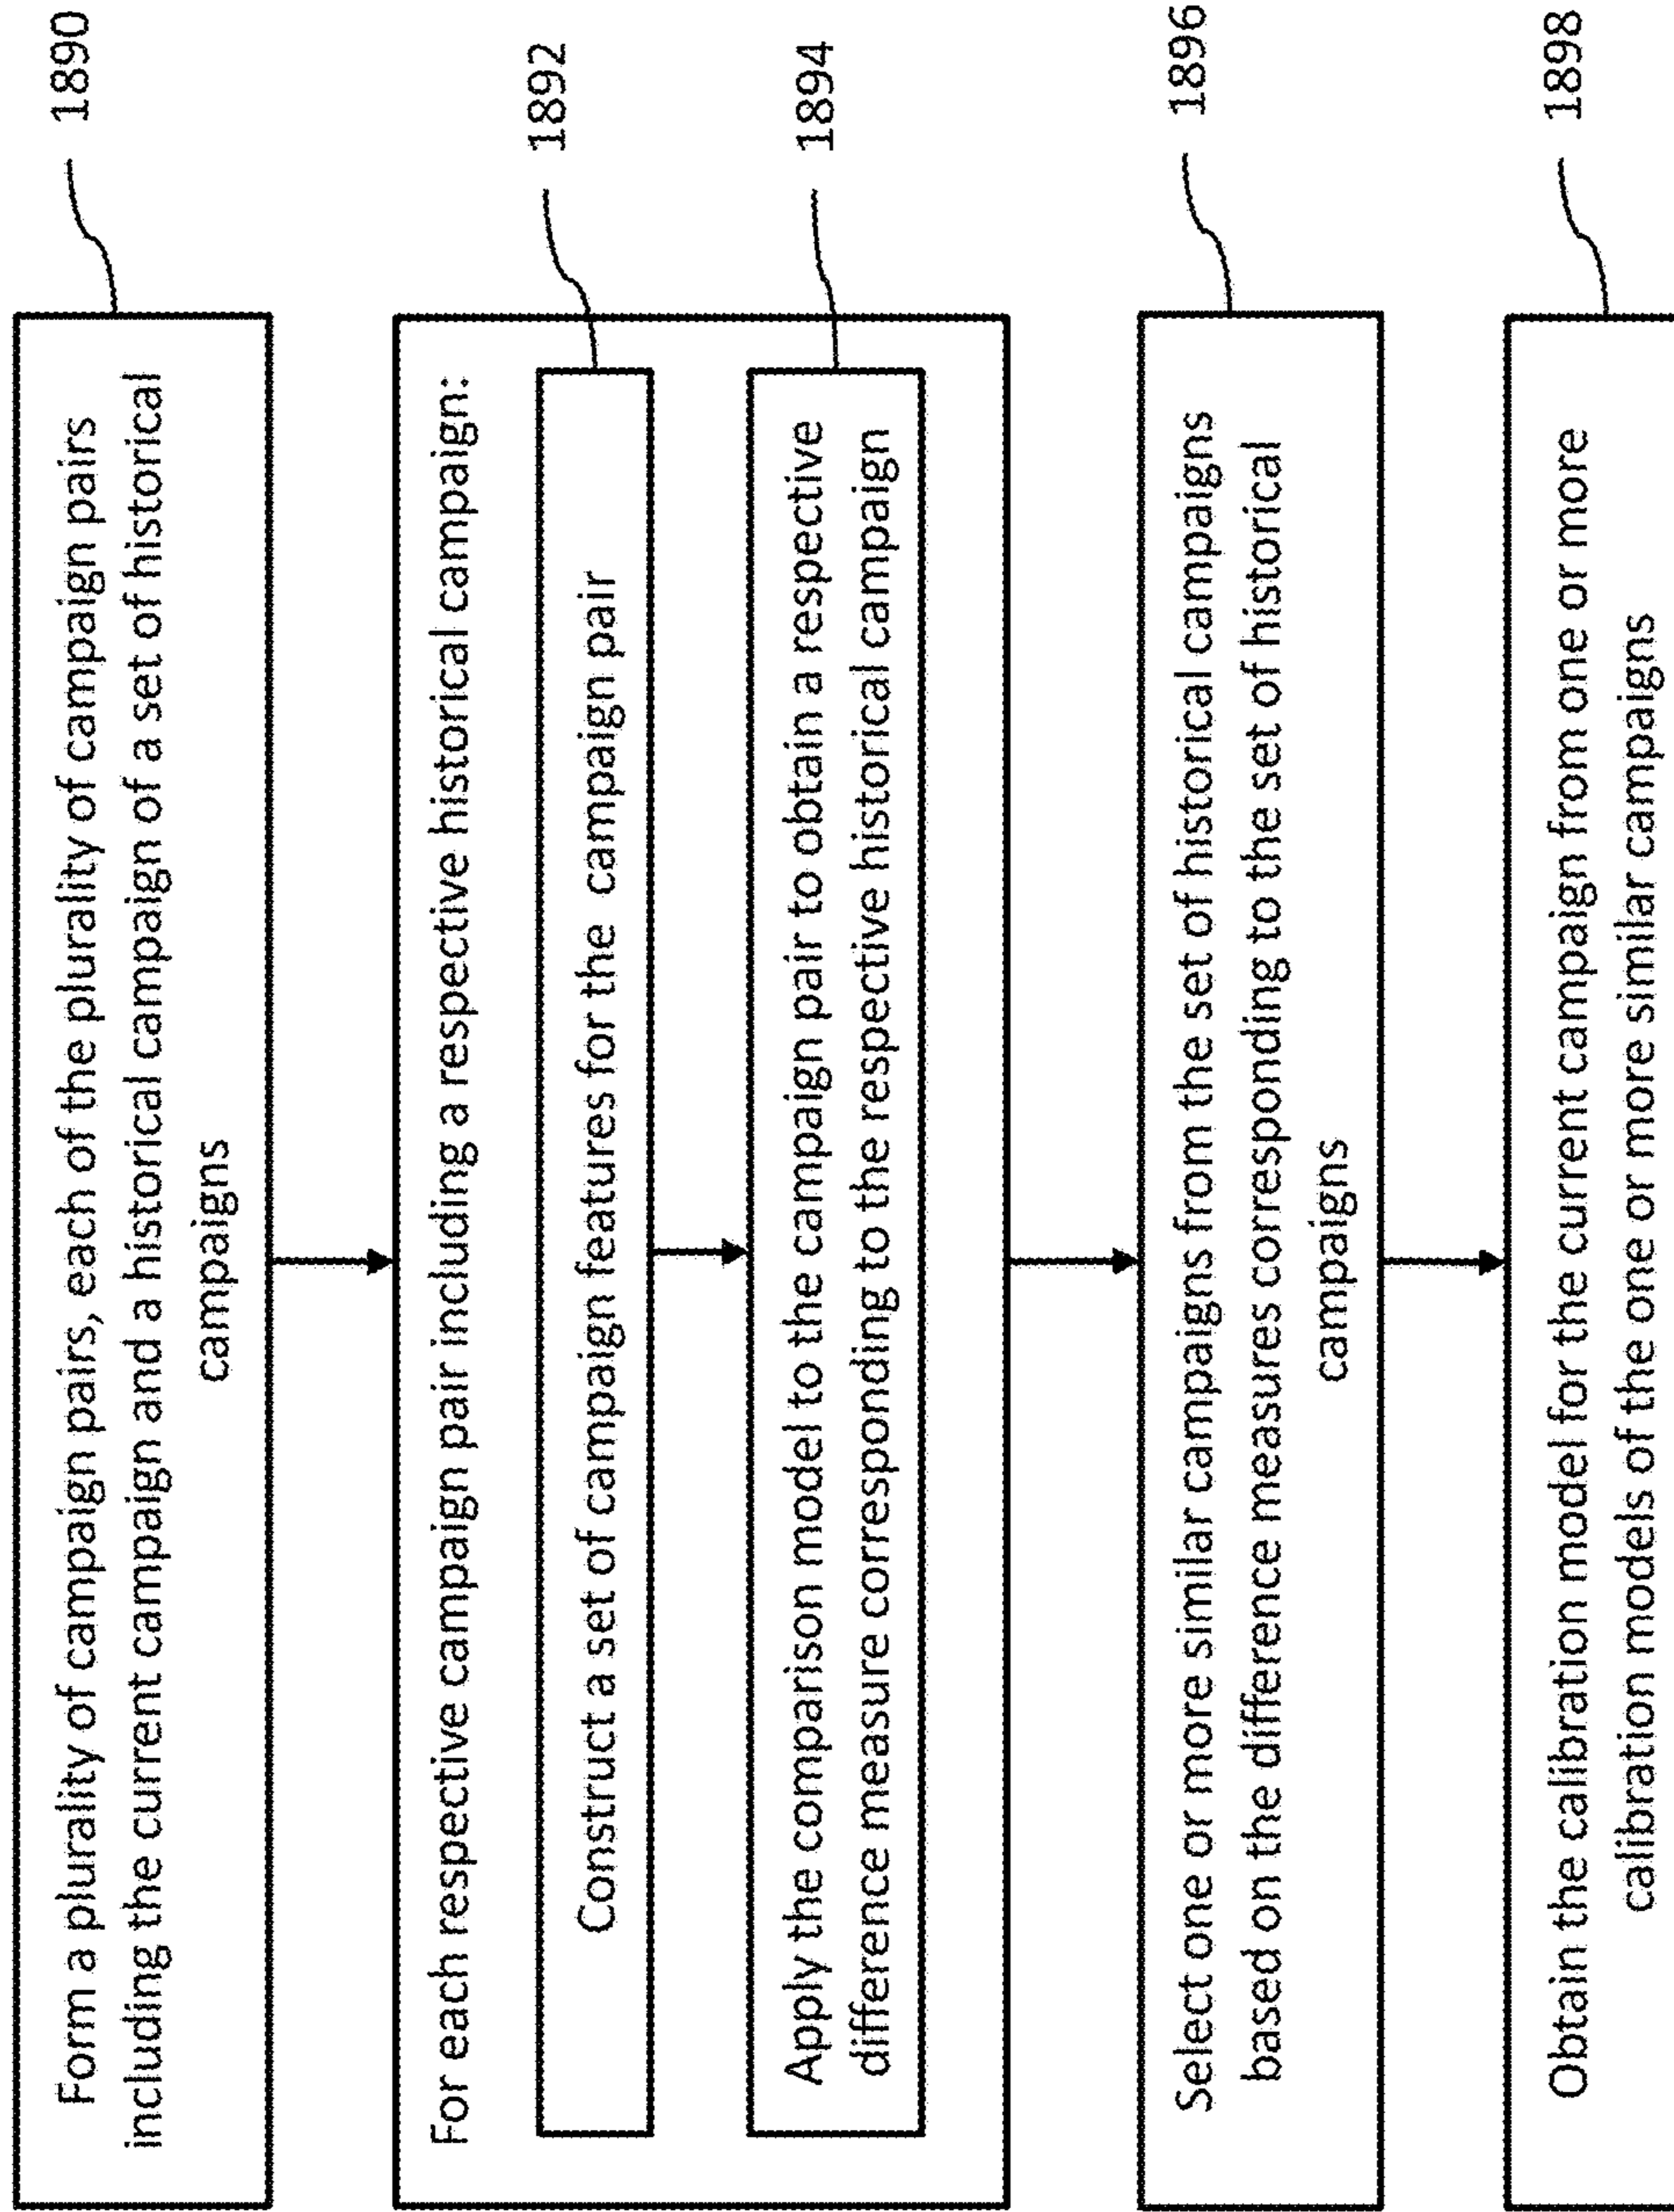 Form a plurality of campaign pairs, each of the plurality of campaign pairs
including the current campaign and a historical campaign of a set of historical
campaigns
1890
For each respective campaign pair including a respective historical campaign:
Construct a set of campaign features for the campaign pair
1892
Apply the comparison model to the campaign pair to obtain a respective
difference measure corresponding to the respective historical campaign
1894
Select one or more similar campaigns from the set of historical campaigns
based on the difference measures corresponding to the set of historical
campaigns
1896
Obtain the calibration model for the current campaign from one or more
calibration models of the one or more similar campaigns
1898